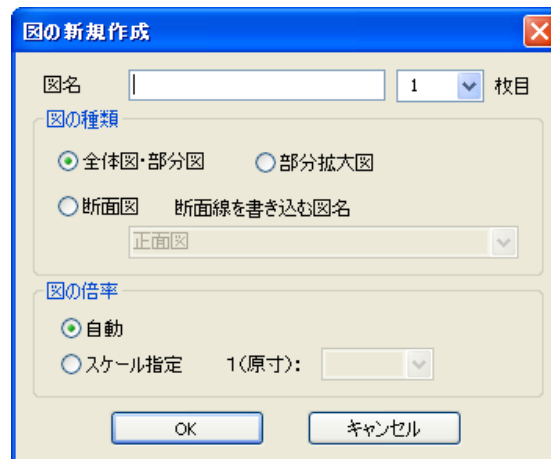 図の新規作成
図名 1 枚目
図の種類
全体図・部分図 部分拡大図
断面図 断面線を書き込む図名
正面図
図の倍率
自動
スケール指定 1(原寸):
OK キャンセル